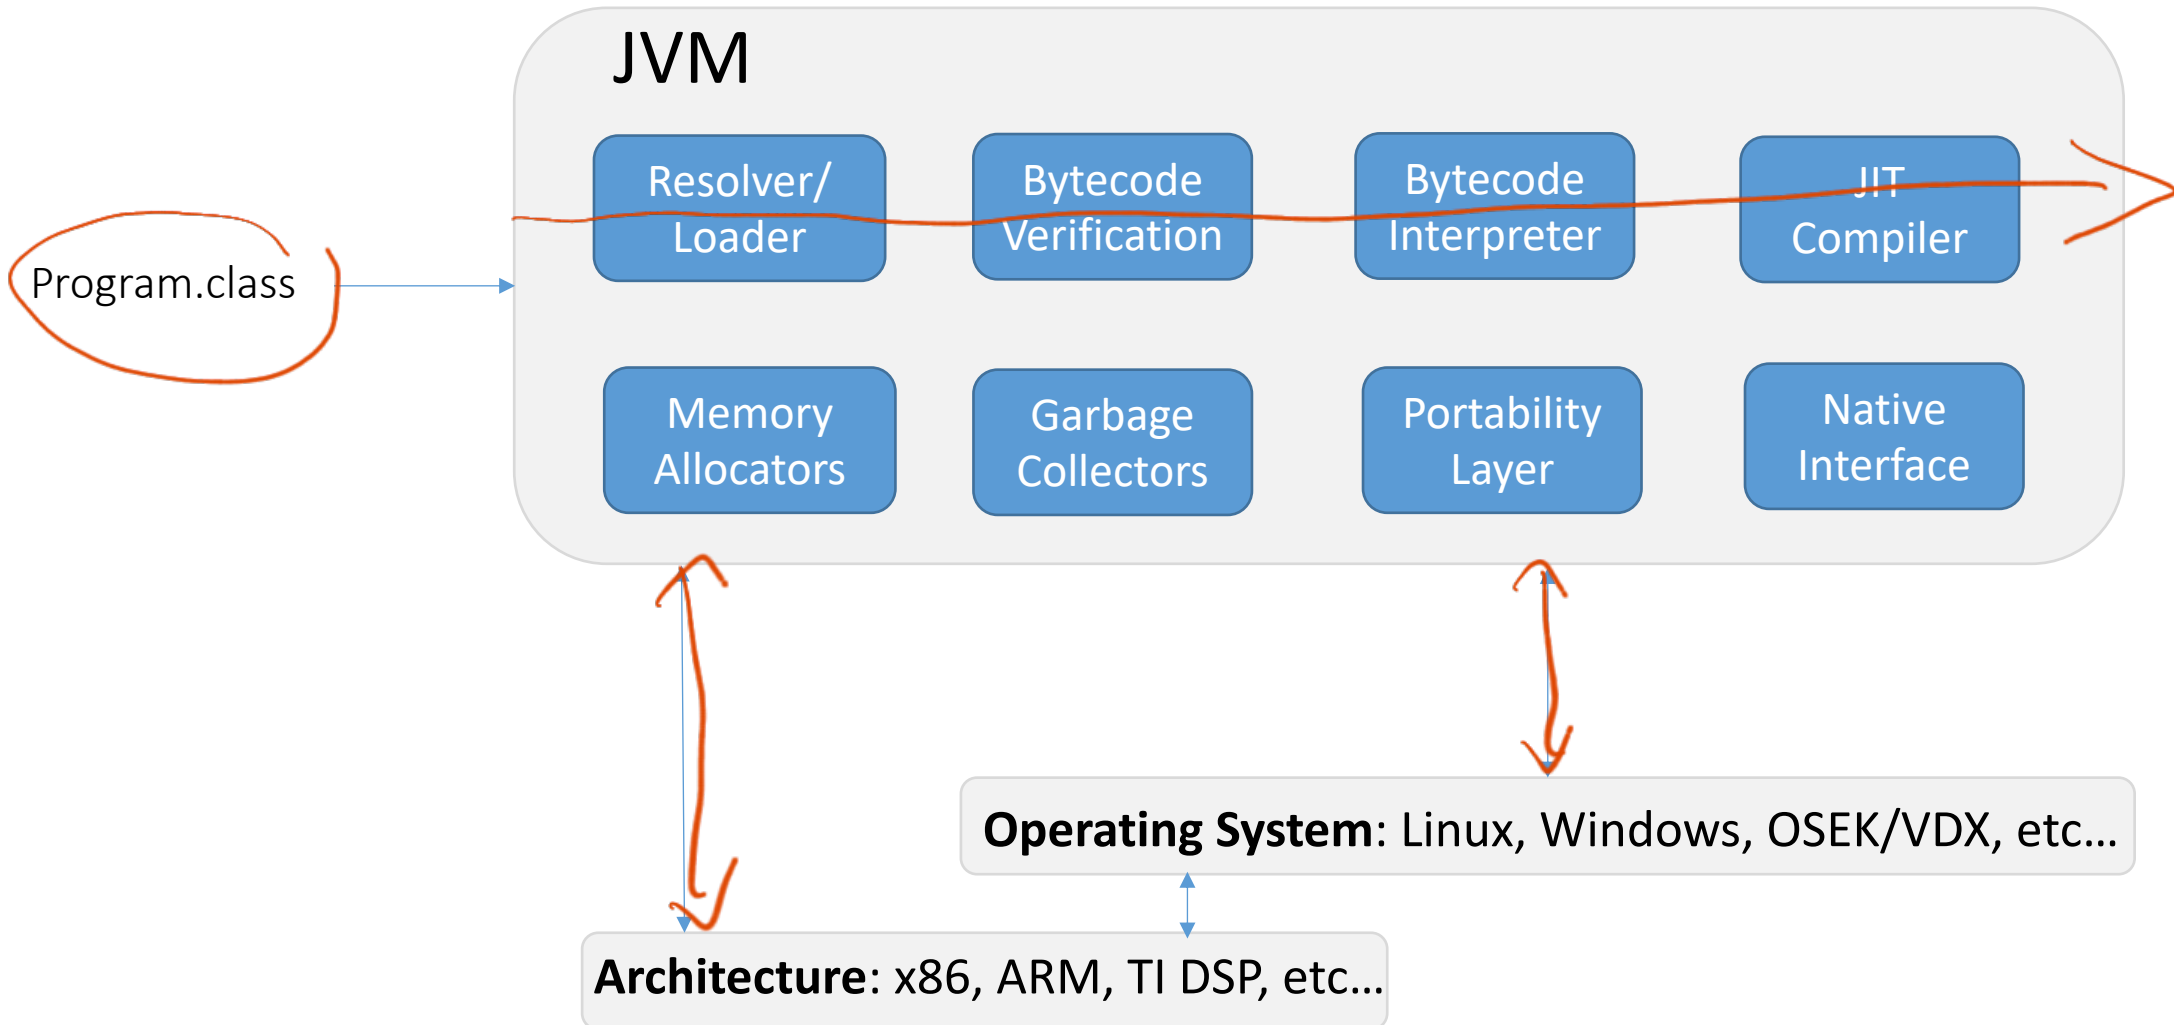 JVM
Resolver/
Loader
Bytecode
Verification
Bytecode
Interpreter
JIT
Compiler
Program.class
Memory
Allocators
Garbage
Collectors
Portability
Layer
Native
Interface
Operating System: Linux, Windows, OSEK/VDX, etc...
Architecture: x86, ARM, TI DSP, etc...